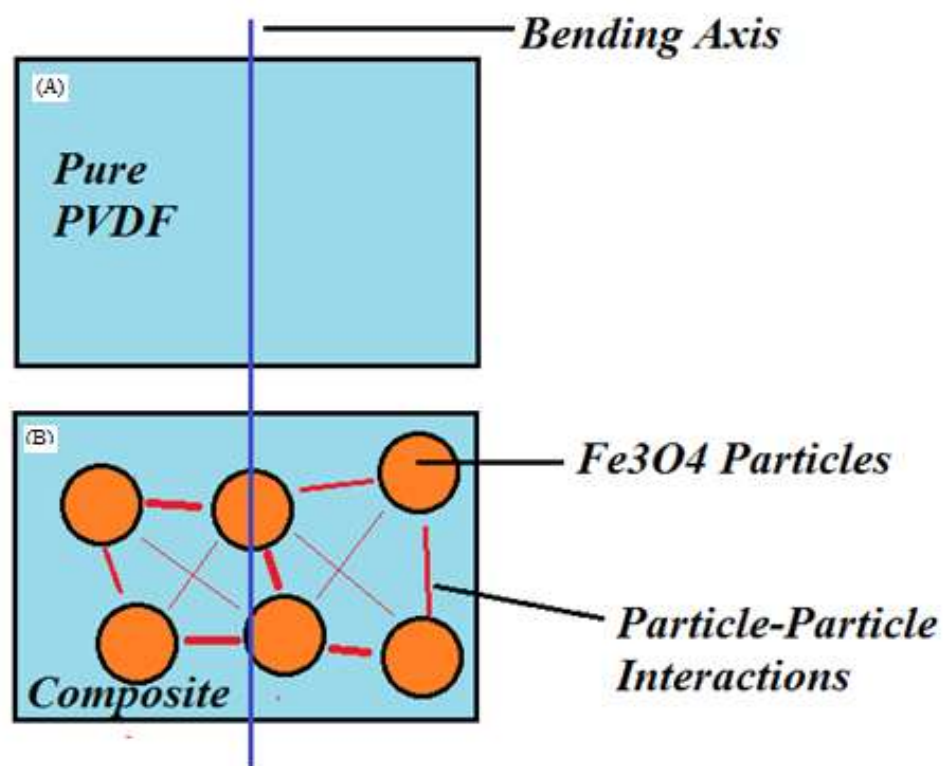 Bending Axis
(A)
Pure
PVDF
(B)
Fe3O4 Particles
Particle-Particle
Interactions
Composite